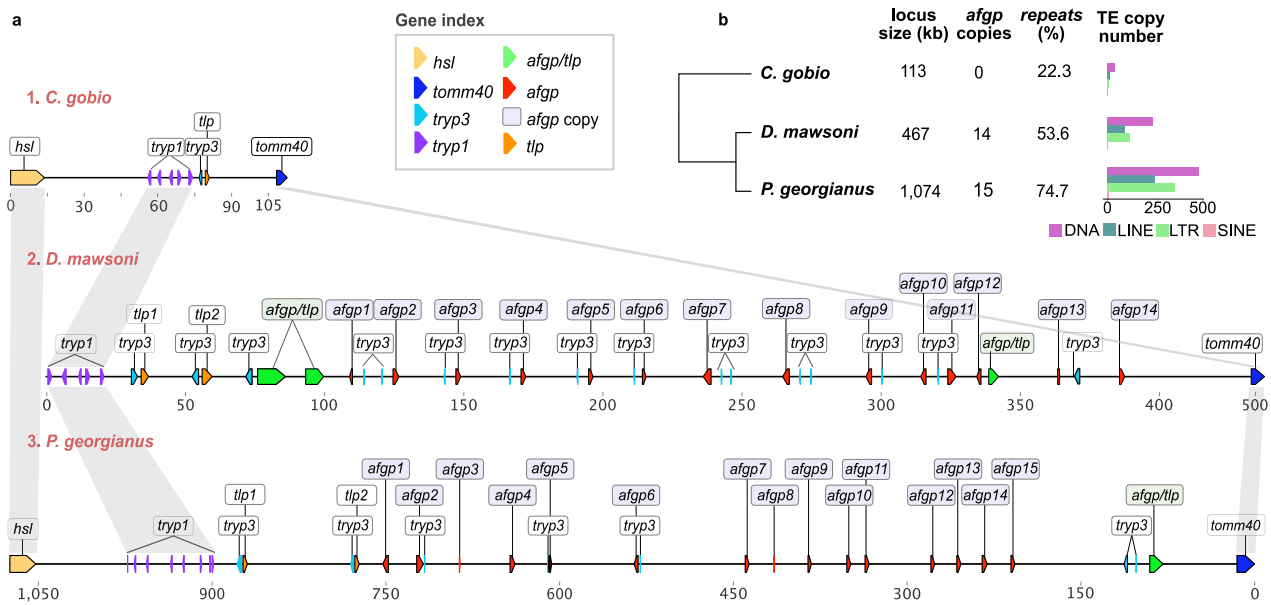 a
Gene index
hsl
tomm40
tryp3
tryp1
afgp/tlp
afgp
afgp copy
tlp
b
locus size (kb)
afgp copies
repeats (%)
TE copy number
C. gobio 113 0 22.3
D. mawsoni 467 14 53.6
P. georgianus 1,074 15 74.7
0 250 500
DNA LINE LTR SINE
1. C. gobio
tlp
hsl tryp1 tryp3 tomm40
0 30 60 90 105
2. D. mawsoni
afgp10 afgp12
tlp1 tlp2 afgp/tlp afgp1 afgp2 afgp3 afgp4 afgp5 afgp6 afgp7 afgp8 afgp9 afgp11 afgp13 afgp14
tryp1 tryp3 tryp3 tryp3 tryp3 tryp3 tryp3 tryp3 tryp3 tryp3 tryp3 tryp3 afgp/tlp tryp3 tomm40
0 50 100 150 200 250 300 350 400 500
3. P. georgianus
afgp1 afgp3 afgp5 afgp7 afgp9 afgp11 afgp13 afgp15
tlp1 tlp2 afgp2 afgp4 afgp6 afgp8 afgp10 afgp12 afgp14 afgp/tlp
hsl tryp1 tryp3 tryp3 tryp3 tryp3 tryp3 tryp3 tomm40
1,050 900 750 600 450 300 150 0